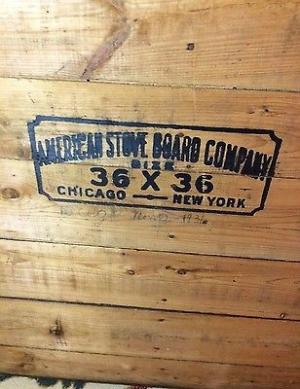 AMERICAN STOVE BOARD COMPANY
SIZE
36 X 36
CHICAGO — NEW YORK